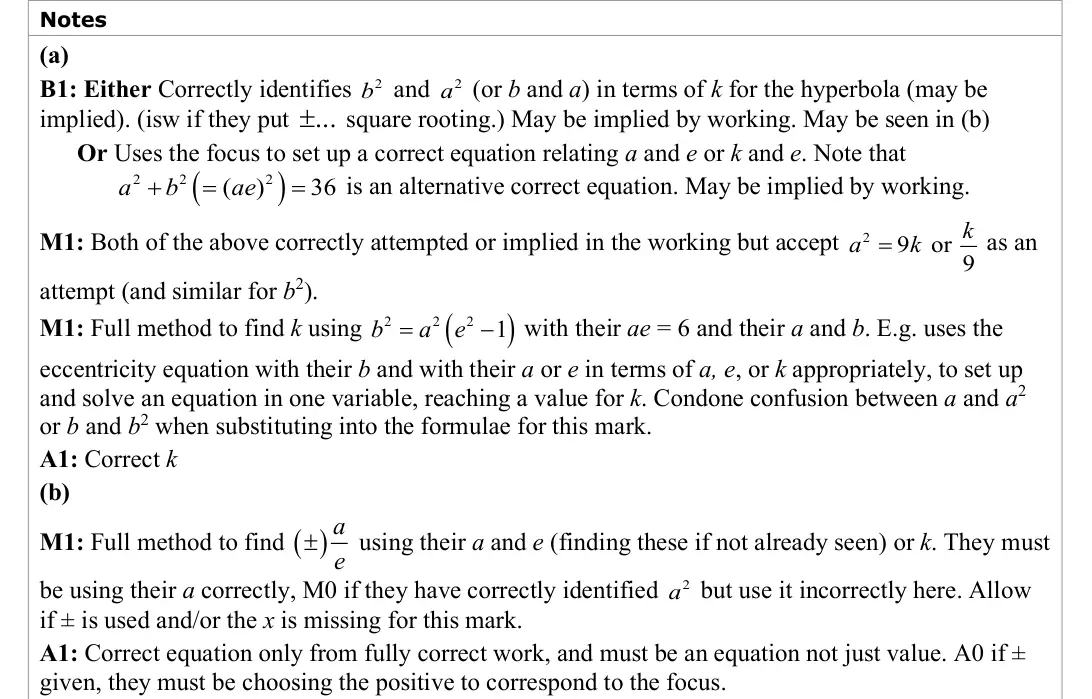 Notes
(a)
B1: Either Correctly identifies b² and a² (or b and a) in terms of k for the hyperbola (may be
implied). (isw if they put ±... square rooting.) May be implied by working. May be seen in (b)
Or Uses the focus to set up a correct equation relating a and e or k and e. Note that
a² + b² (= (ae)²) = 36 is an alternative correct equation. May be implied by working.
M1: Both of the above correctly attempted or implied in the working but accept a² = 9k or k/9 as an
attempt (and similar for b²).
M1: Full method to find k using b² = a²(e² −1) with their ae = 6 and their a and b. E.g. uses the
eccentricity equation with their b and with their a or e in terms of a, e, or k appropriately, to set up
and solve an equation in one variable, reaching a value for k. Condone confusion between a and a²
or b and b² when substituting into the formulae for this mark.
A1: Correct k
(b)
M1: Full method to find (±) a/e using their a and e (finding these if not already seen) or k. They must
be using their a correctly, M0 if they have correctly identified a² but use it incorrectly here. Allow
if ± is used and/or the x is missing for this mark.
A1: Correct equation only from fully correct work, and must be an equation not just value. A0 if ±
given, they must be choosing the positive to correspond to the focus.